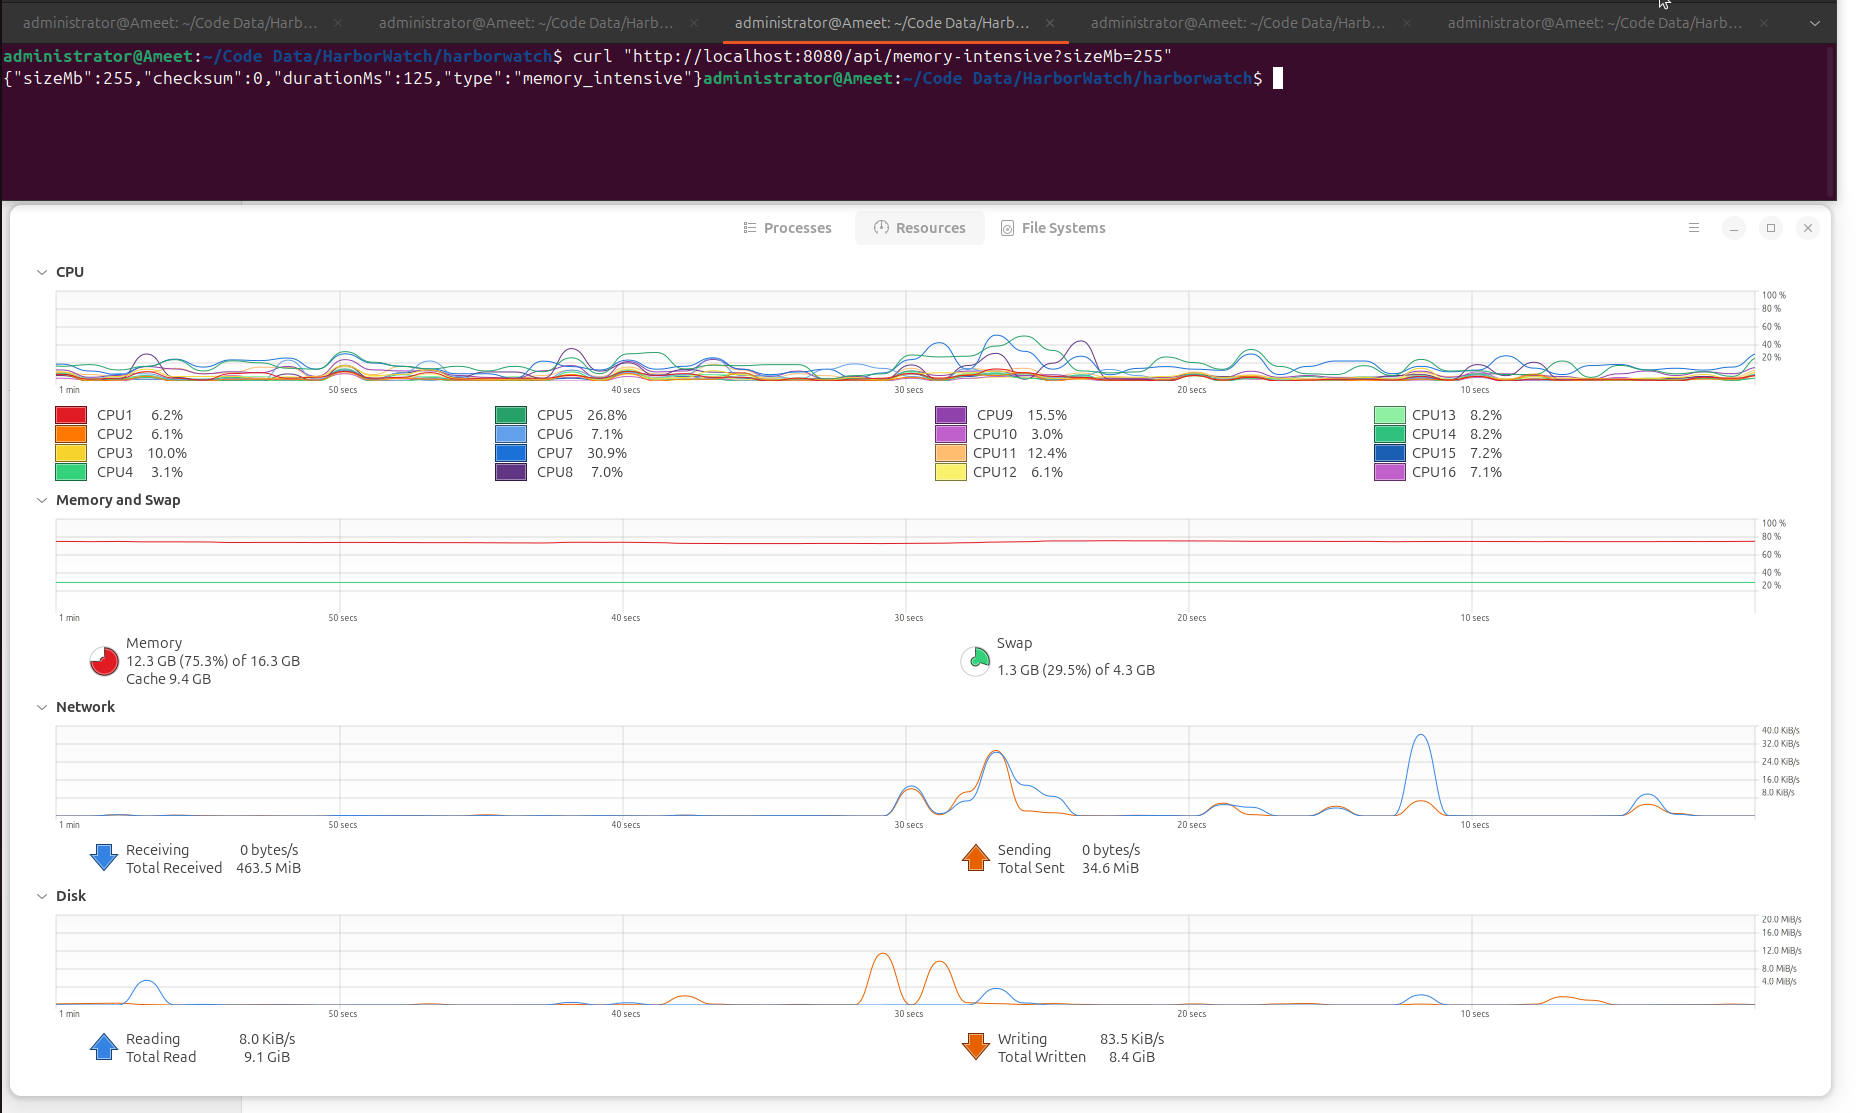 administrator@Ameet: ~/Code Data/Harb... × administrator@Ameet: ~/Code Data/Harb... × administrator@Ameet: ~/Code Data/Harb... × administrator@Ameet: ~/Code Data/Harb... × administrator@Ameet: ~/Code Data/Harb... ×
administrator@Ameet:~/Code Data/HarborWatch/harborwatch$ curl "http://localhost:8080/api/memory-intensive?sizeMb=255"
{"sizeMb":255,"checksum":0,"durationMs":125,"type":"memory_intensive"}administrator@Ameet:~/Code Data/HarborWatch/harborwatch$
Processes Resources File Systems
CPU
100 %
80 %
60 %
40 %
20 %
1 min 50 secs 40 secs 30 secs 20 secs 10 secs
CPU1 6.2% CPU5 26.8% CPU9 15.5% CPU13 8.2%
CPU2 6.1% CPU6 7.1% CPU10 3.0% CPU14 8.2%
CPU3 10.0% CPU7 30.9% CPU11 12.4% CPU15 7.2%
CPU4 3.1% CPU8 7.0% CPU12 6.1% CPU16 7.1%
Memory and Swap
100 %
80 %
60 %
40 %
20 %
1 min 50 secs 40 secs 30 secs 20 secs 10 secs
Memory Swap
12.3 GB (75.3%) of 16.3 GB 1.3 GB (29.5%) of 4.3 GB
Cache 9.4 GB
Network
40.0 KiB/s
32.0 KiB/s
24.0 KiB/s
16.0 KiB/s
8.0 KiB/s
1 min 50 secs 40 secs 30 secs 20 secs 10 secs
Receiving 0 bytes/s Sending 0 bytes/s
Total Received 463.5 MiB Total Sent 34.6 MiB
Disk
20.0 MiB/s
16.0 MiB/s
12.0 MiB/s
8.0 MiB/s
4.0 MiB/s
1 min 50 secs 40 secs 30 secs 20 secs 10 secs
Reading 8.0 KiB/s Writing 83.5 KiB/s
Total Read 9.1 GiB Total Written 8.4 GiB